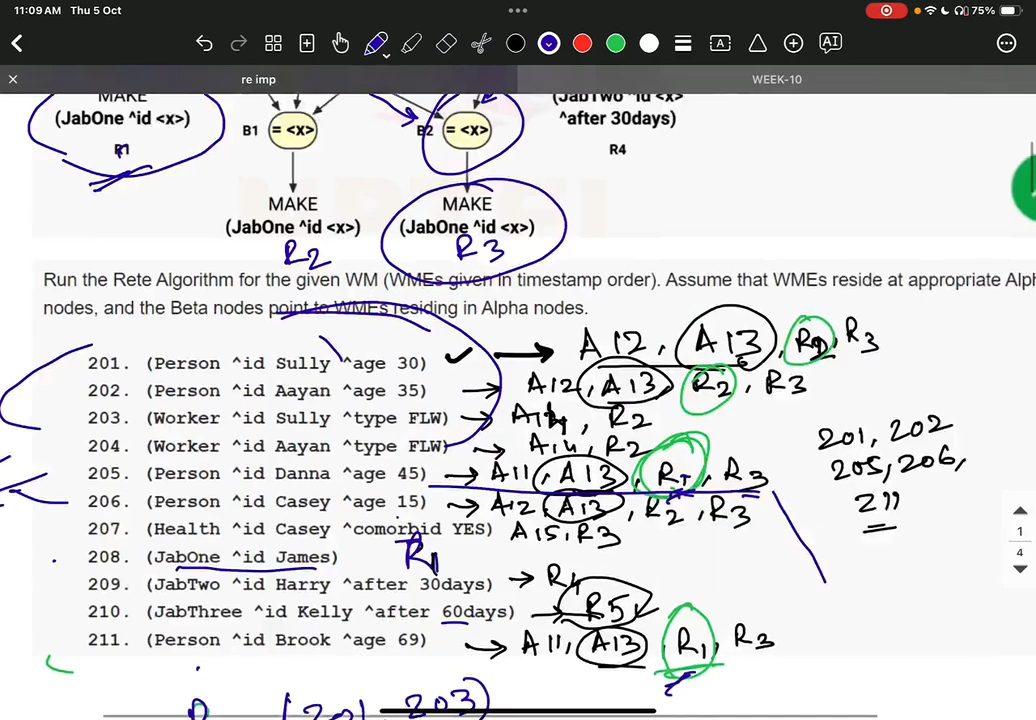 11:09 AM Thu 5 Oct
75%
re imp
WEEK-10
MAKE
(JabOne ^id <x>)
R1
B1 = <x>
B2 = <x>
(JabTwo ^id <x>
^after 30days)
R4
MAKE
(JabOne ^id <x>)
R2
MAKE
(JabOne ^id <x>)
R3
Run the Rete Algorithm for the given WM (WMEs given in timestamp order). Assume that WMEs reside at appropriate Alph
nodes, and the Beta nodes point to WMEs residing in Alpha nodes.
201. (Person ^id Sully ^age 30) A12, A13, R2, R3
202. (Person ^id Aayan ^age 35) A12, A13, R2, R3
203. (Worker ^id Sully ^type FLW) A14, R2
204. (Worker ^id Aayan ^type FLW) A14, R2
205. (Person ^id Danna ^age 45) A11, A13, R1, R3
206. (Person ^id Casey ^age 15) A12, A13, R2, R3
207. (Health ^id Casey ^comorbid YES) A15, R3
208. (JabOne ^id James) R1
209. (JabTwo ^id Harry ^after 30days) R4
210. (JabThree ^id Kelly ^after 60days) R5
211. (Person ^id Brook ^age 69) A11, A13, R1, R3
201, 202
205, 206,
211
(201, 203)
1
4